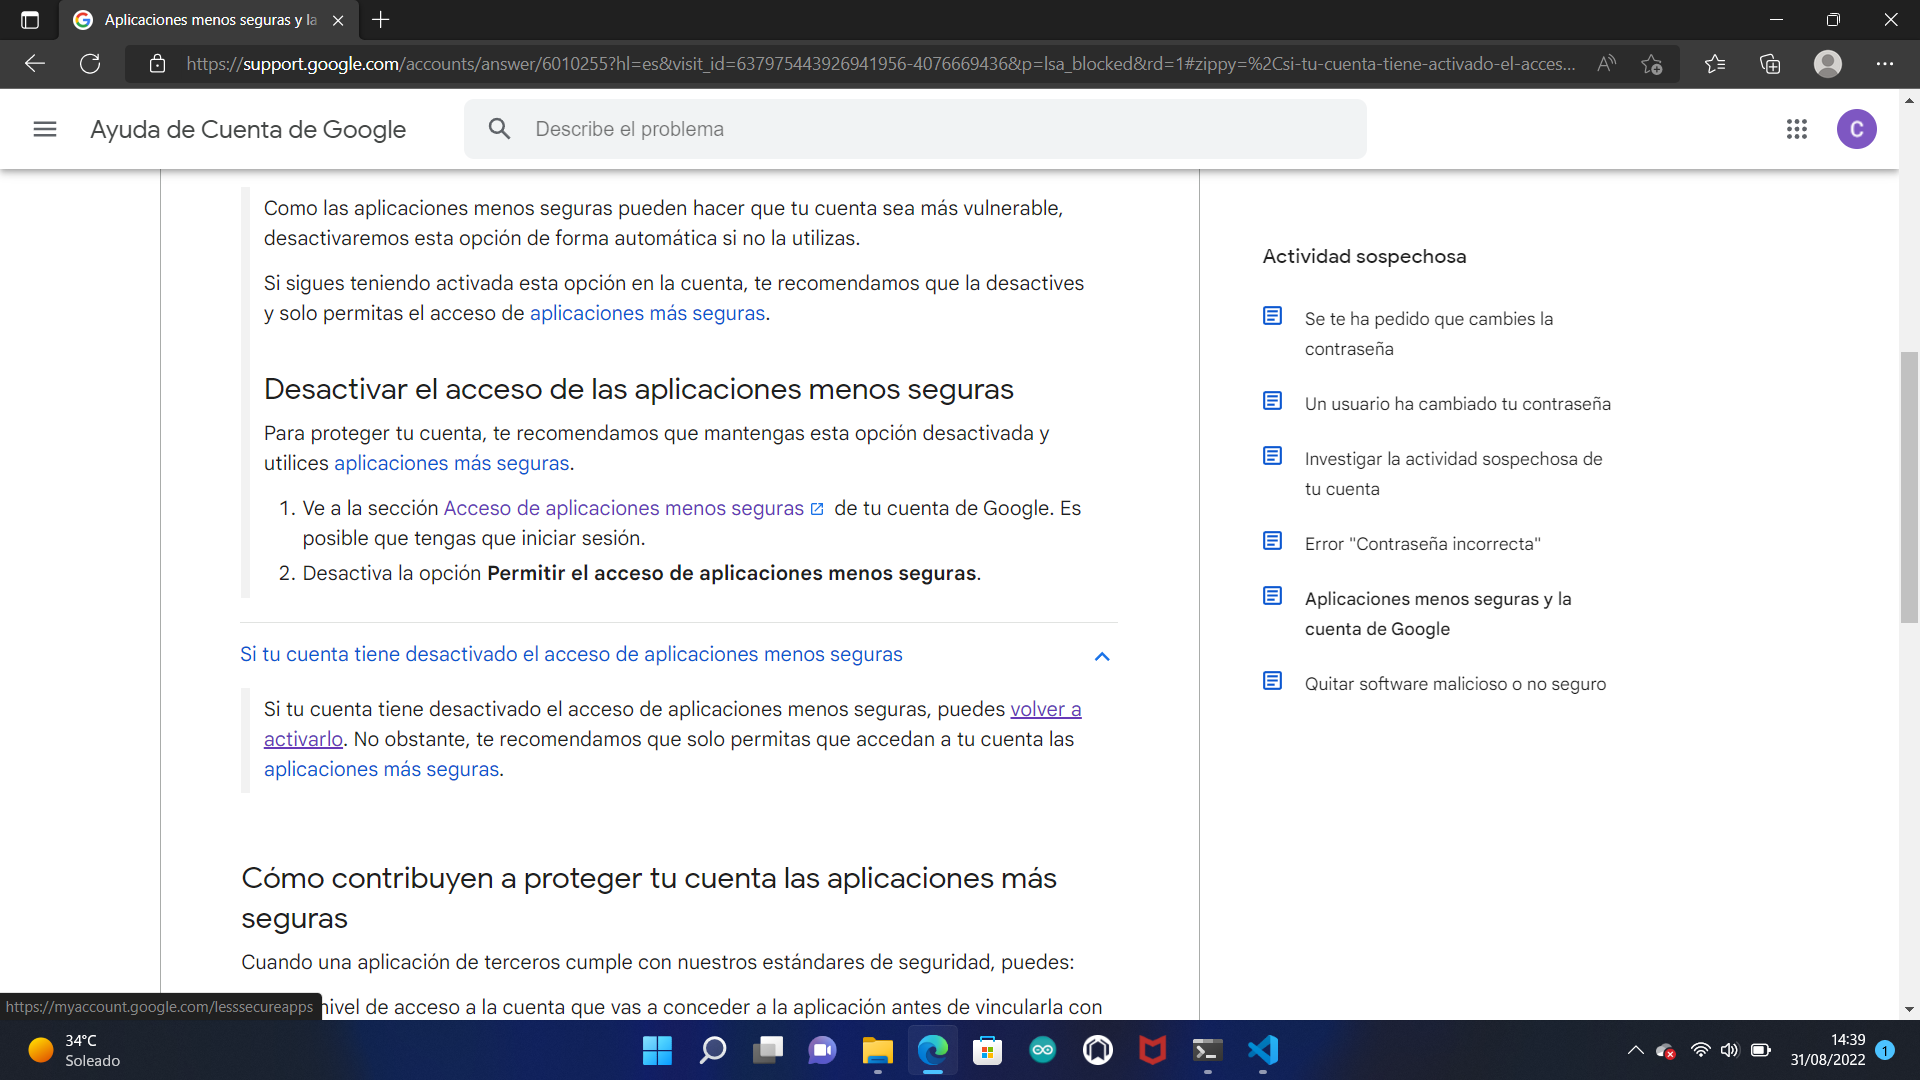 Aplicaciones menos seguras y la
https://support.google.com/accounts/answer/6010255?hl=es&visit_id=637975443926941956-4076669436&p=lsa_blocked&rd=1#zippy=%2Csi-tu-cuenta-tiene-activado-el-acces...
Ayuda de Cuenta de Google
Describe el problema
C
Como las aplicaciones menos seguras pueden hacer que tu cuenta sea más vulnerable,
desactivaremos esta opción de forma automática si no la utilizas.
Si sigues teniendo activada esta opción en la cuenta, te recomendamos que la desactives
y solo permitas el acceso de aplicaciones más seguras.
Desactivar el acceso de las aplicaciones menos seguras
Para proteger tu cuenta, te recomendamos que mantengas esta opción desactivada y
utilices aplicaciones más seguras.
1. Ve a la sección Acceso de aplicaciones menos seguras de tu cuenta de Google. Es
posible que tengas que iniciar sesión.
2. Desactiva la opción Permitir el acceso de aplicaciones menos seguras.
Si tu cuenta tiene desactivado el acceso de aplicaciones menos seguras
Si tu cuenta tiene desactivado el acceso de aplicaciones menos seguras, puedes volver a
activarlo. No obstante, te recomendamos que solo permitas que accedan a tu cuenta las
aplicaciones más seguras.
Cómo contribuyen a proteger tu cuenta las aplicaciones más
seguras
Cuando una aplicación de terceros cumple con nuestros estándares de seguridad, puedes:
nivel de acceso a la cuenta que vas a conceder a la aplicación antes de vincularla con
Actividad sospechosa
Se te ha pedido que cambies la
contraseña
Un usuario ha cambiado tu contraseña
Investigar la actividad sospechosa de
tu cuenta
Error "Contraseña incorrecta"
Aplicaciones menos seguras y la
cuenta de Google
Quitar software malicioso o no seguro
https://myaccount.google.com/lesssecureapps
34°C
Soleado
14:39
31/08/2022
1